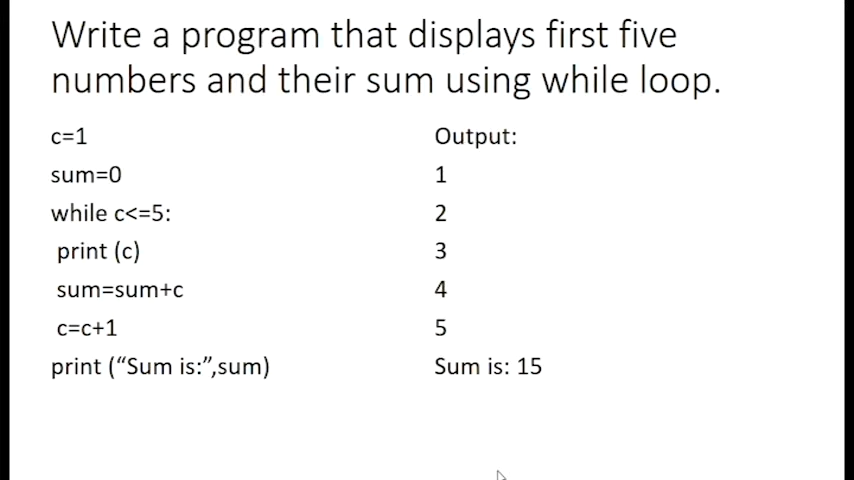 Write a program that displays first five
numbers and their sum using while loop.
c=1
sum=0
while c<=5:
print (c)
sum=sum+c
c=c+1
print (“Sum is:”,sum)
Output:
1
2
3
4
5
Sum is: 15